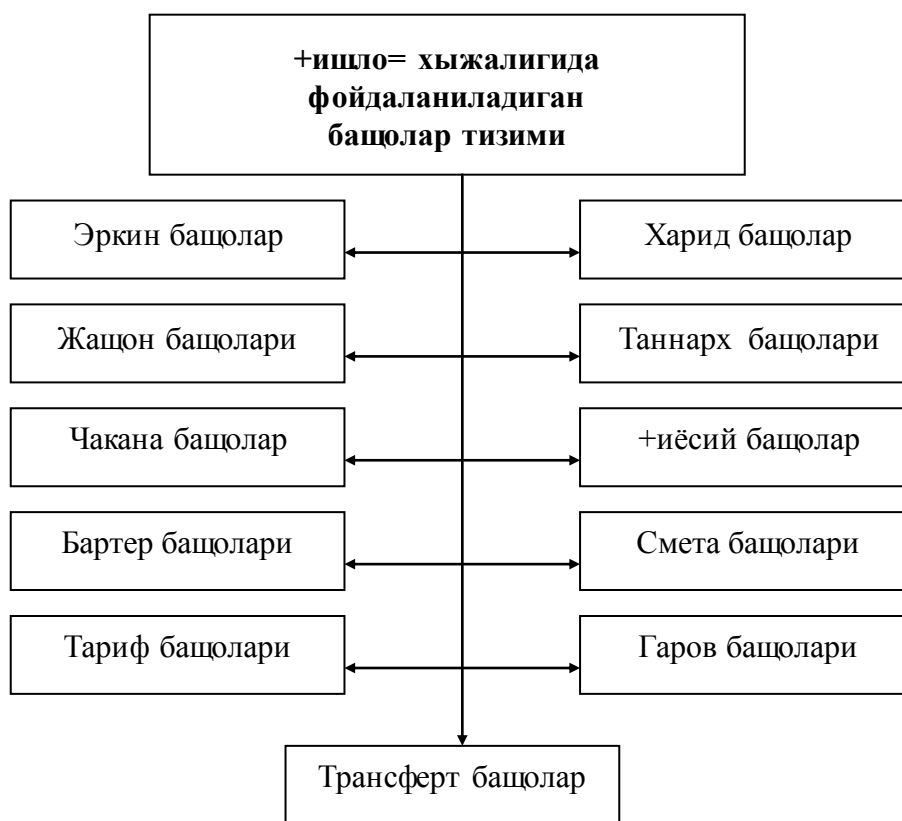 +ишло= хыжалигида
фойдаланиладиган
бащолар тизими
Эркин бащолар
Харид бащолар
Жащон бащолари
Таннарх бащолари
Чакана бащолар
+иёсий бащолар
Бартер бащолари
Смета бащолари
Тариф бащолари
Гаров бащолари
Трансферт бащолар